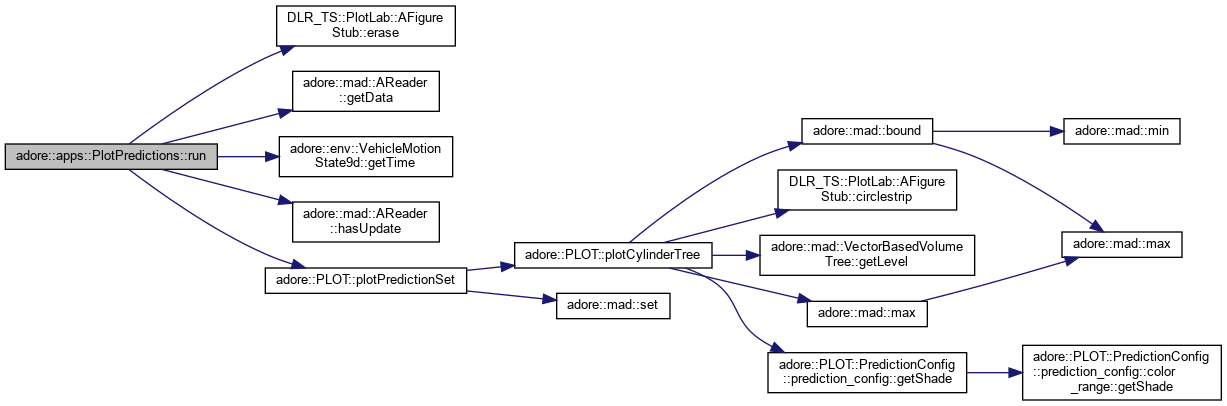 adore::apps::PlotPredictions::run
DLR_TS::PlotLab::AFigure
Stub::erase
adore::mad::AReader
::getData
adore::env::VehicleMotion
State9d::getTime
adore::mad::AReader
::hasUpdate
adore::PLOT::plotPredictionSet
adore::PLOT::plotCylinderTree
adore::mad::set
adore::mad::bound
DLR_TS::PlotLab::AFigure
Stub::circlestrip
adore::mad::VectorBasedVolume
Tree::getLevel
adore::mad::max
adore::PLOT::PredictionConfig
::prediction_config::getShade
adore::mad::min
adore::mad::max
adore::PLOT::PredictionConfig
::prediction_config::color
_range::getShade